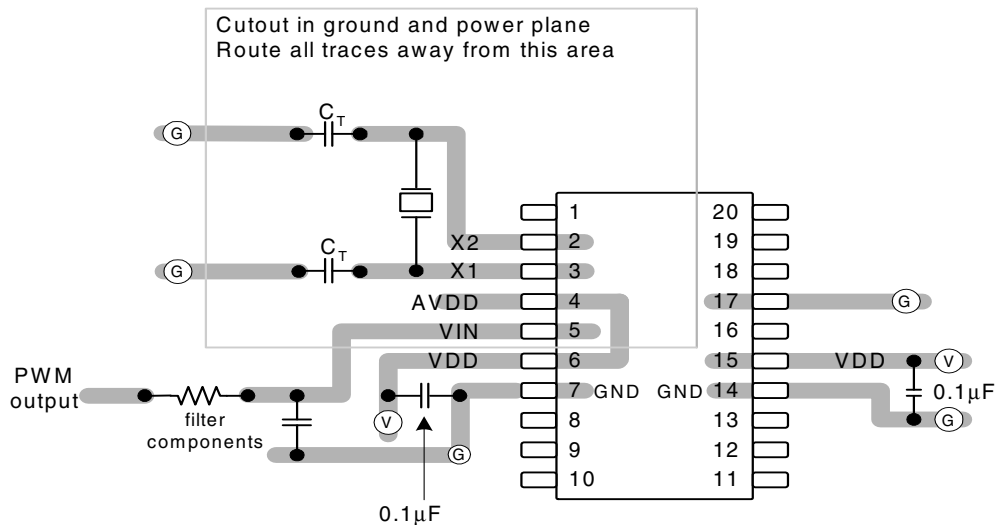 Cutout in ground and power plane
Route all traces away from this area
G
CT
G
CT
X2
X1
AVDD
VIN
VDD
1
2
3
4
5
6
7
8
9
10
20
19
18
17
16
15
14
13
12
11
GND
GND
G
VDD
V
0.1μF
G
PWM
output
filter
components
V
G
0.1μF